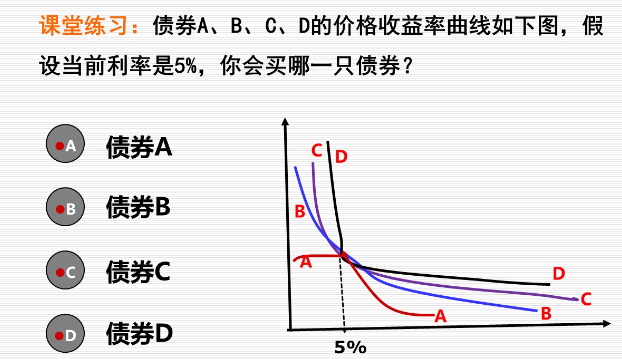 课堂练习：债券A、B、C、D的价格收益率曲线如下图，假
设当前利率是5%，你会买哪一只债券？
A 债券A
B 债券B
C 债券C
D 债券D
C D
B
A
D
C
B
A
5%